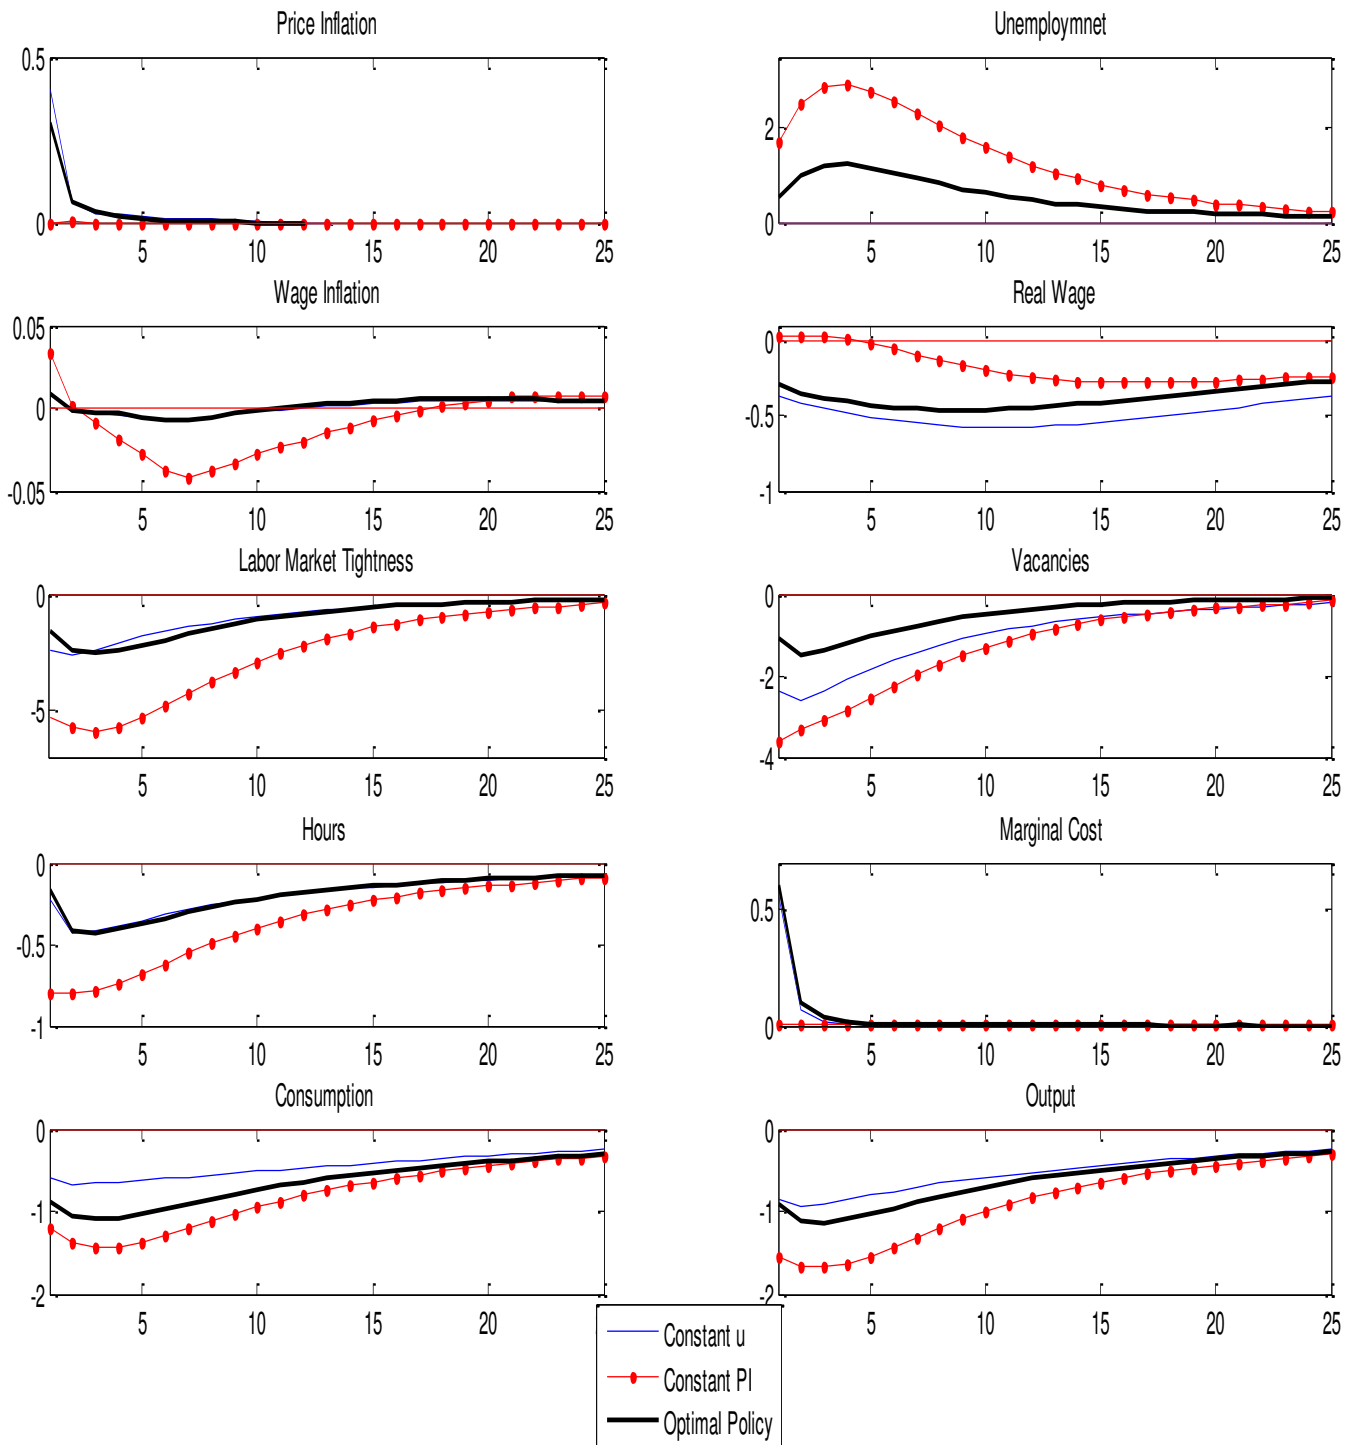 Price Inflation
Unemploymnet
0.5
0
5 10 15 20 25
2
0
5 10 15 20 25
Wage Inflation
Real Wage
0.05
0
-0.05
5 10 15 20 25
0
-0.5
-1
5 10 15 20 25
Labor Market Tightness
Vacancies
0
-5
5 10 15 20 25
0
-2
-4
5 10 15 20 25
Hours
Marginal Cost
0
-0.5
-1
5 10 15 20 25
0.5
0
5 10 15 20 25
Consumption
Output
0
-1
-2
5 10 15 20
0
-1
-2
5 10 15 20 25
Constant u
Constant PI
Optimal Policy